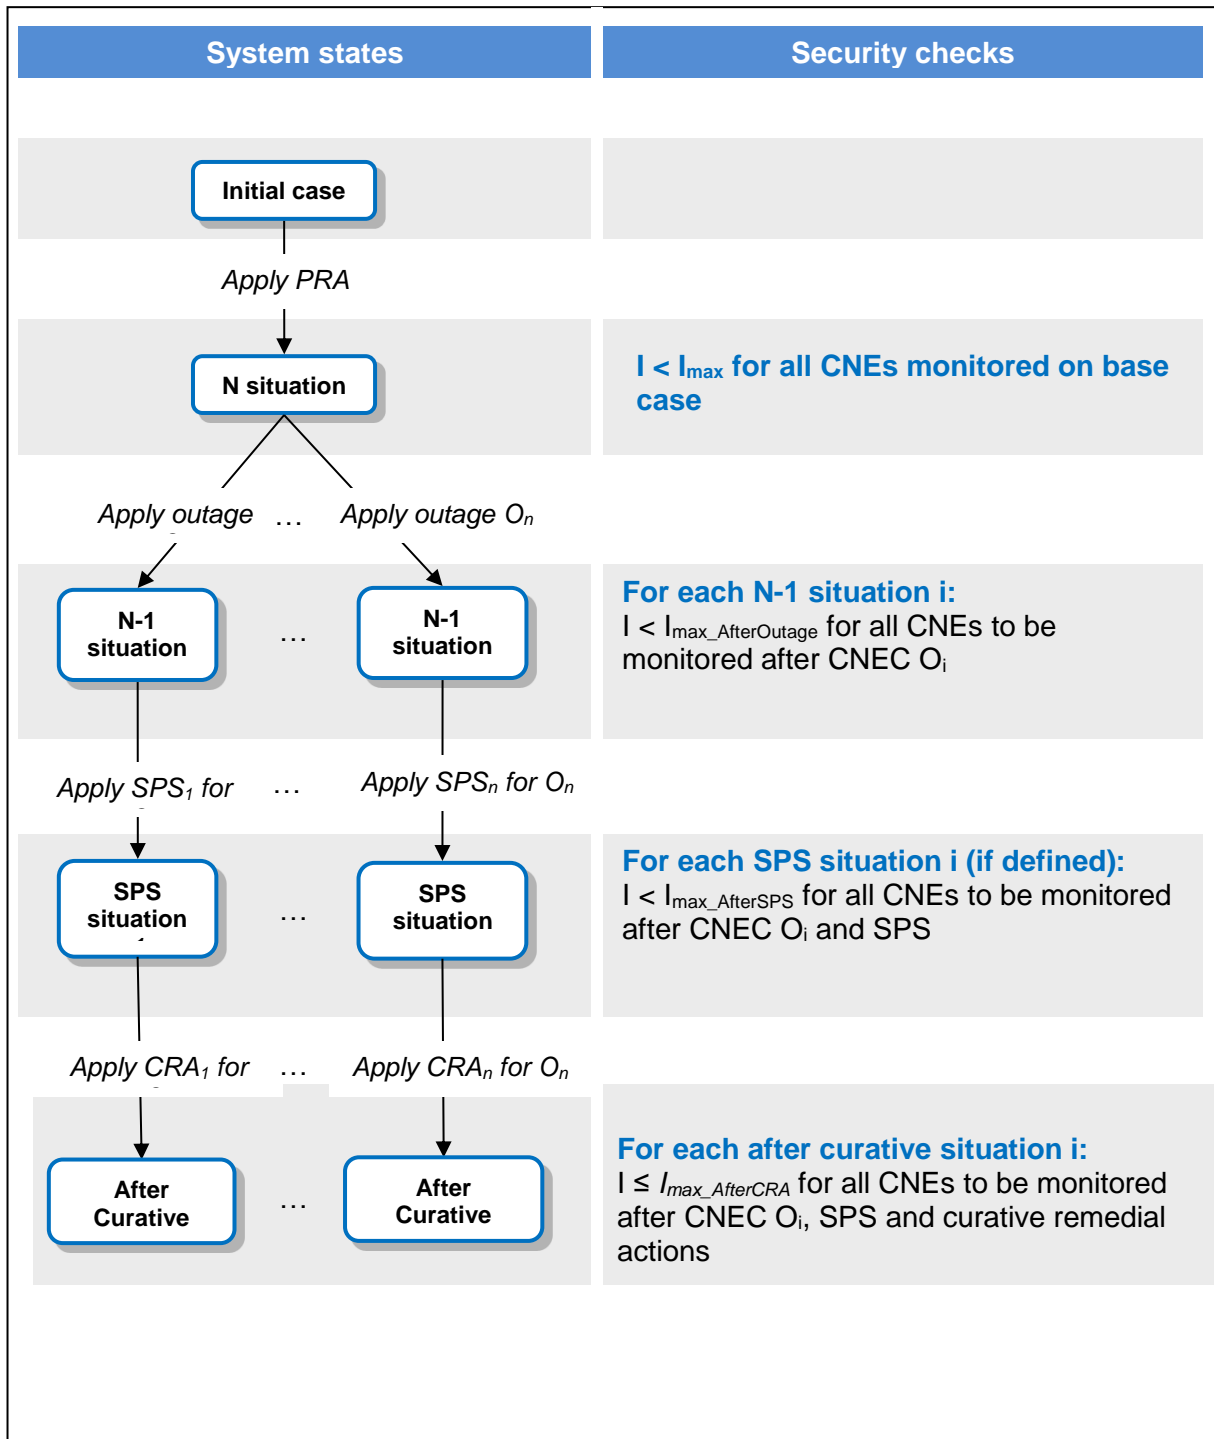 System states
Security checks
Initial case
Apply PRA
N situation
I < Imax for all CNEs monitored on base
case
Apply outage
...
Apply outage On
N-1
situation
...
N-1
situation
For each N-1 situation i:
I < Imax_AfterOutage for all CNEs to be
monitored after CNEC Oi
Apply SPS1 for
...
Apply SPSn for On
SPS
situation
...
SPS
situation
For each SPS situation i (if defined):
I < Imax_AfterSPS for all CNEs to be monitored
after CNEC Oi and SPS
Apply CRA1 for
...
Apply CRAn for On
After
Curative
...
After
Curative
For each after curative situation i:
I ≤ Imax_AfterCRA for all CNEs to be monitored
after CNEC Oi, SPS and curative remedial
actions